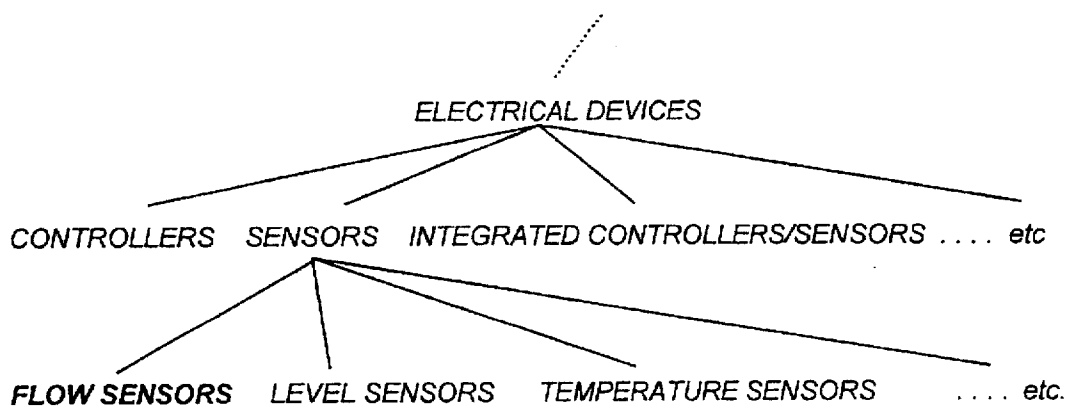 ELECTRICAL DEVICES
CONTROLLERS SENSORS INTEGRATED CONTROLLERS/SENSORS .... etc
FLOW SENSORS LEVEL SENSORS TEMPERATURE SENSORS .... etc.